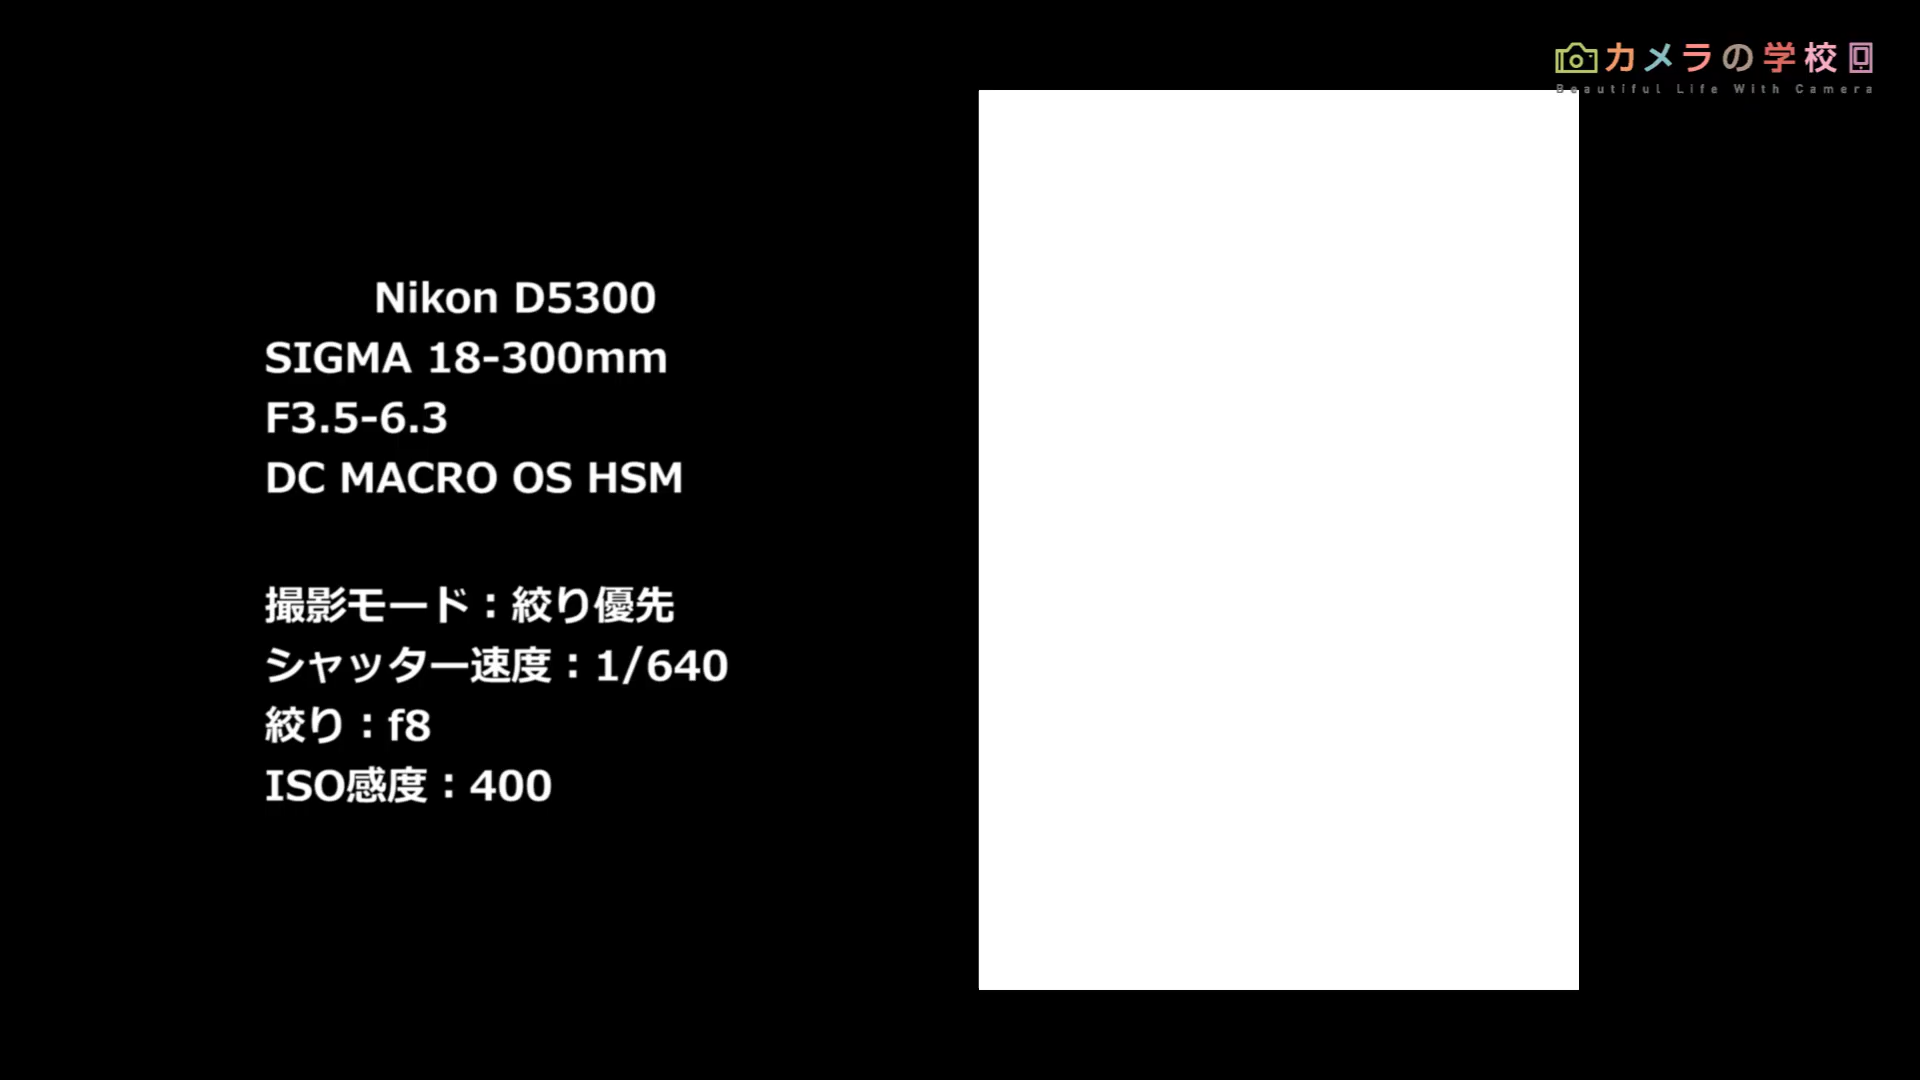 カメラの学校
Beautiful Life With Camera
Nikon D5300
SIGMA 18-300mm
F3.5-6.3
DC MACRO OS HSM
撮影モード：絞り優先
シャッター速度：1/640
絞り：f8
ISO感度：400